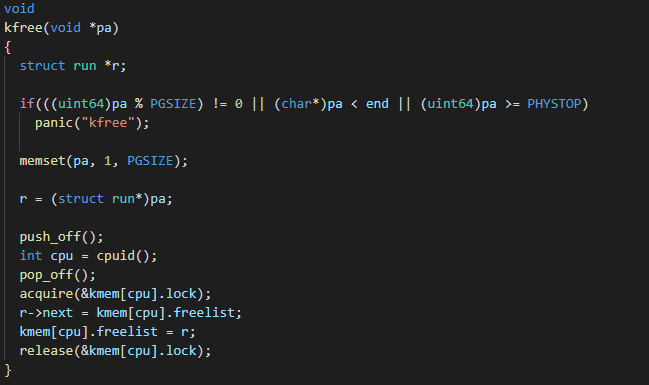 void
kfree(void *pa)
{
  struct run *r;

  if(((uint64)pa % PGSIZE) != 0 || (char*)pa < end || (uint64)pa >= PHYSTOP)
    panic("kfree");

  memset(pa, 1, PGSIZE);

  r = (struct run*)pa;

  push_off();
  int cpu = cpuid();
  pop_off();
  acquire(&kmem[cpu].lock);
  r->next = kmem[cpu].freelist;
  kmem[cpu].freelist = r;
  release(&kmem[cpu].lock);
}